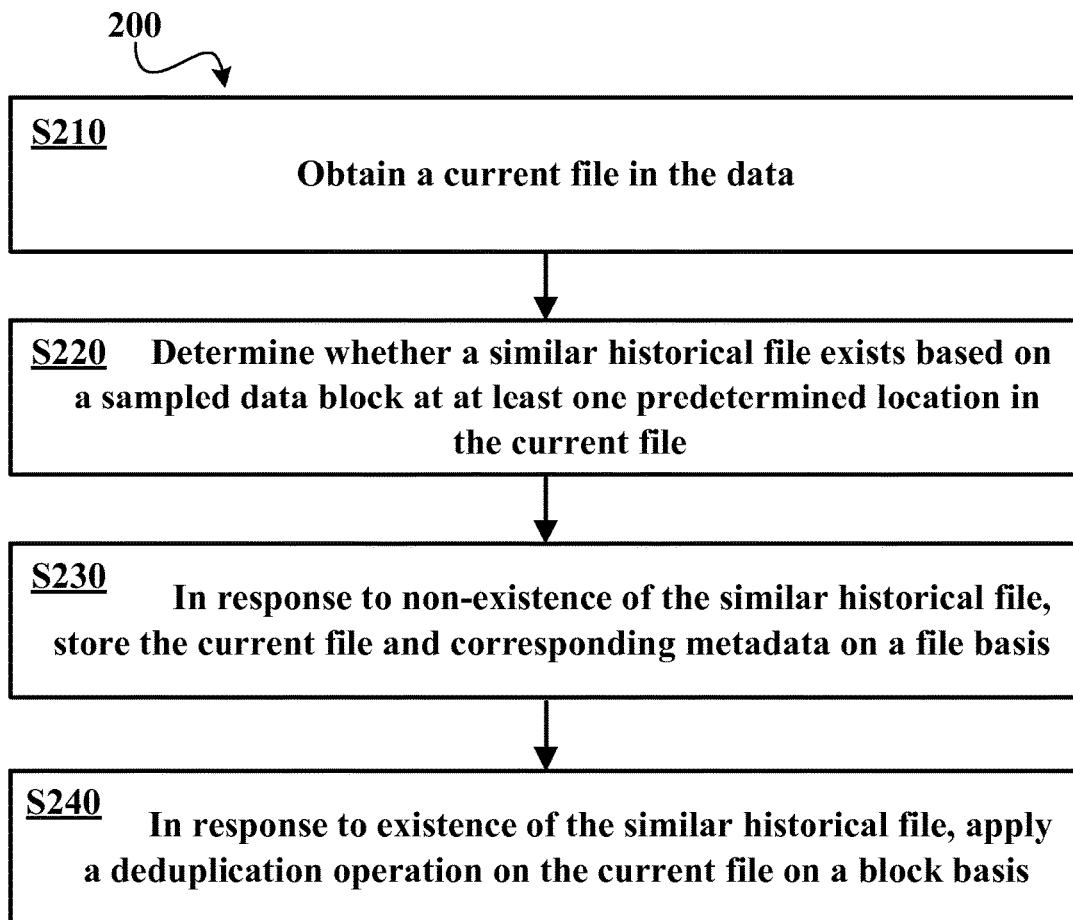 200
S210
Obtain a current file in the data
S220 Determine whether a similar historical file exists based on
a sampled data block at at least one predetermined location in
the current file
S230
In response to non-existence of the similar historical file,
store the current file and corresponding metadata on a file basis
S240
In response to existence of the similar historical file, apply
a deduplication operation on the current file on a block basis